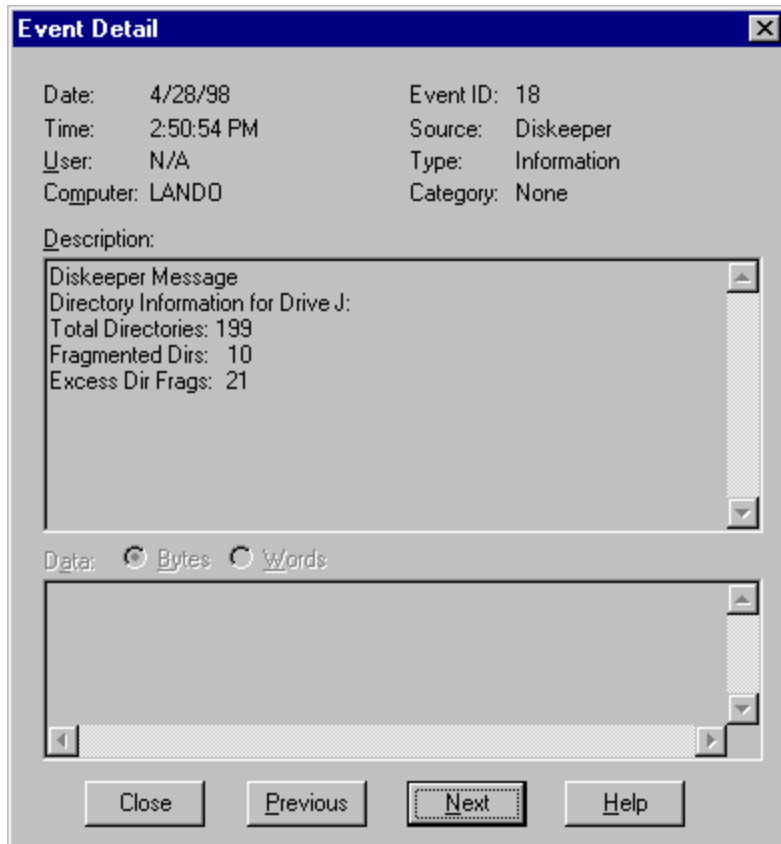 Event Detail
Date: 4/28/98 Event ID: 18
Time: 2:50:54 PM Source: Diskeeper
User: N/A Type: Information
Computer: LANDO Category: None
Description:
Diskeeper Message
Directory Information for Drive J:
Total Directories: 199
Fragmented Dirs: 10
Excess Dir Frags: 21
Data: Bytes Words
Close Previous Next Help